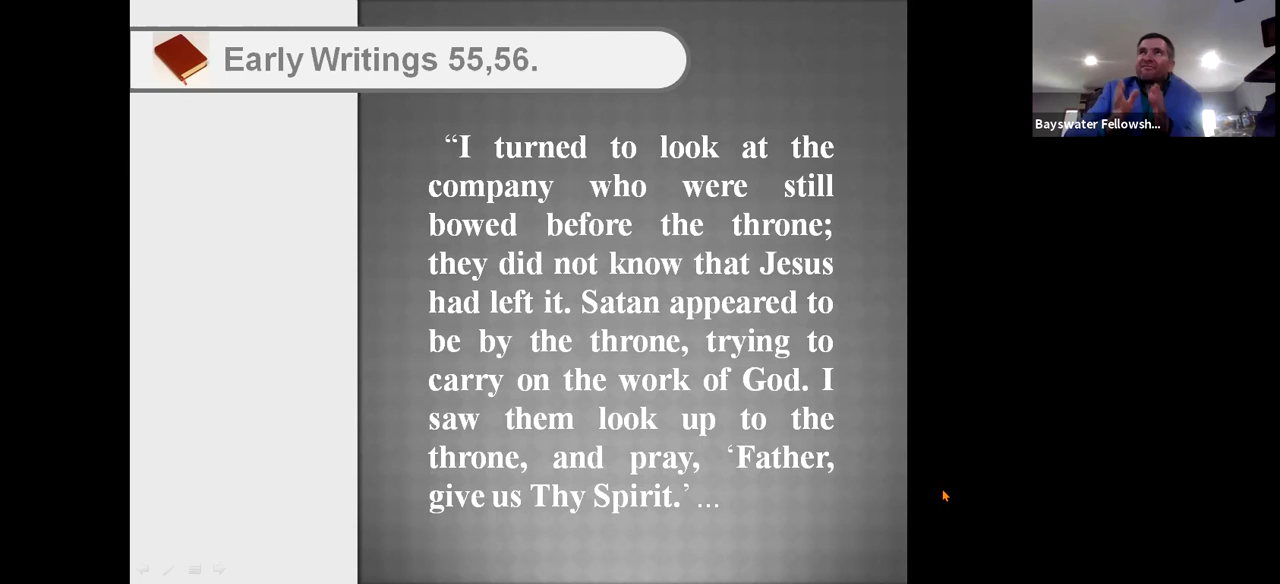 Early Writings 55,56.
Bayswater Fellowsh...
“I turned to look at the
company who were still
bowed before the throne;
they did not know that Jesus
had left it. Satan appeared to
be by the throne, trying to
carry on the work of God. I
saw them look up to the
throne, and pray, ‘Father,
give us Thy Spirit.’ ...